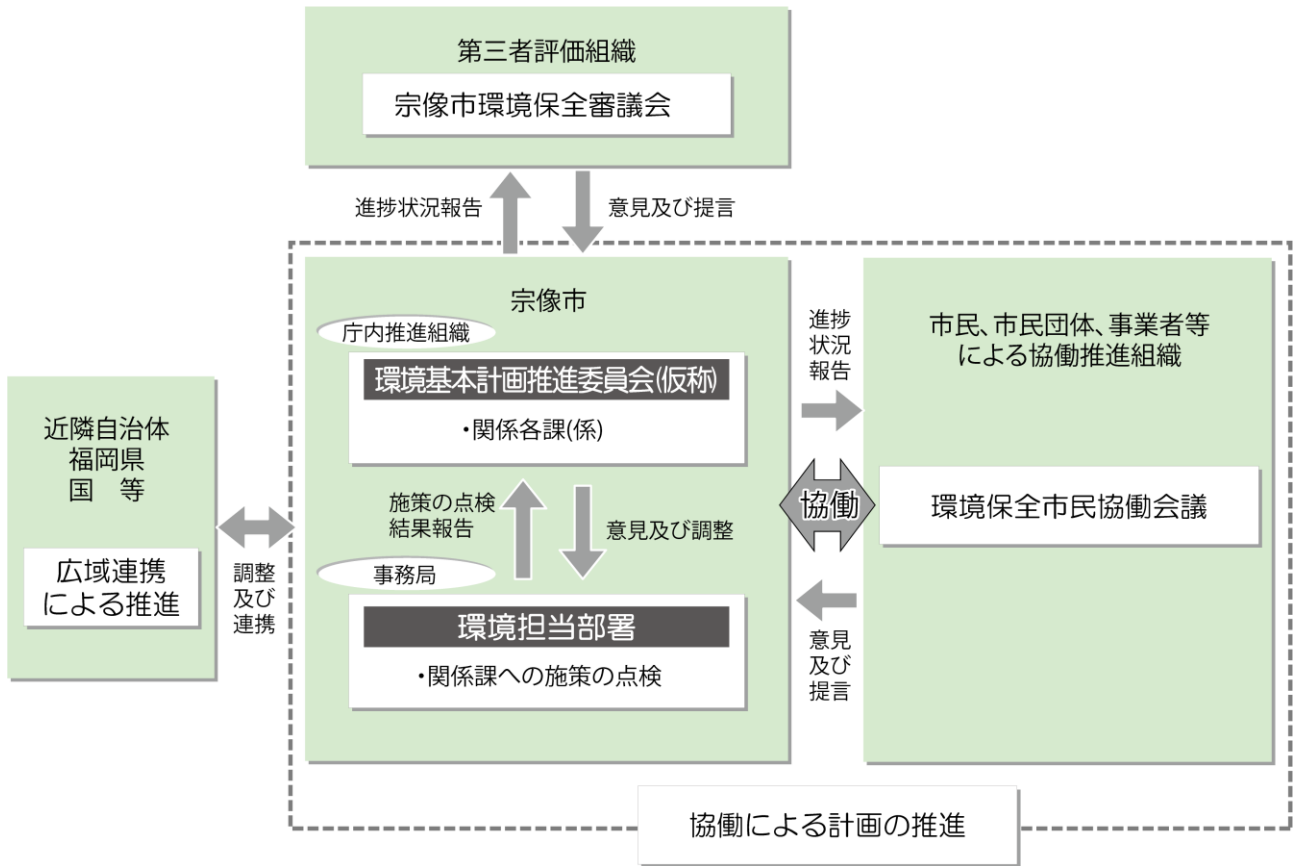 第三者評価組織
宗像市環境保全審議会
進捗状況報告
意見及び提言
宗像市
庁内推進組織
環境基本計画推進委員会(仮称)
・関係各課(係)
施策の点検
結果報告
意見及び調整
事務局
環境担当部署
・関係課への施策の点検
進捗
状況
報告
協働
意見
及び
提言
市民、市民団体、事業者等
による協働推進組織
環境保全市民協働会議
近隣自治体
福岡県
国　等
広域連携
による推進
調整
及び
連携
協働による計画の推進